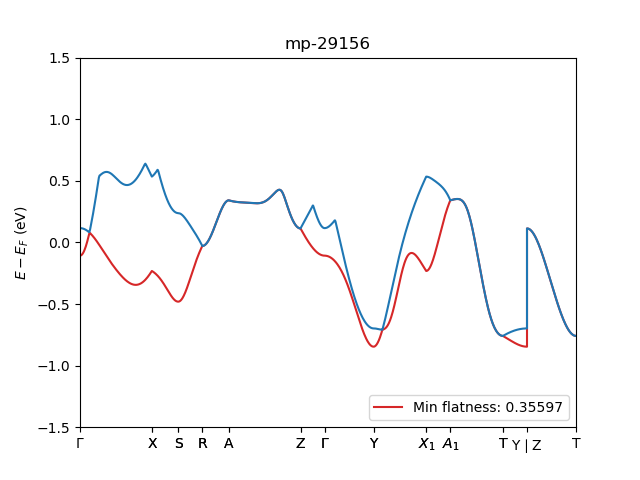 mp-29156
1.5
1.0
0.5
0.0
−0.5
−1.0
−1.5
E − E_F (eV)
Min flatness: 0.35597
Γ X S R A Z Γ Y X₁ A₁ T Y | Z T